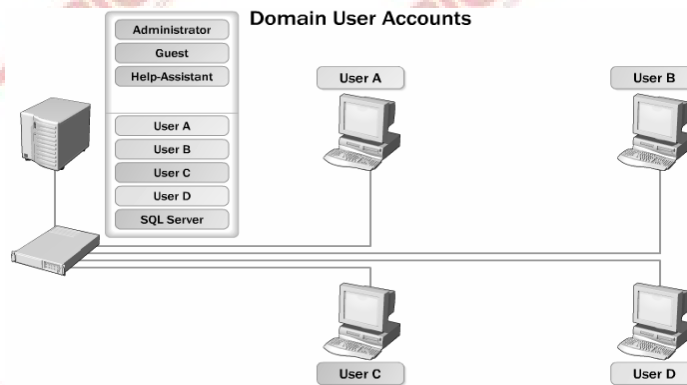 Domain User Accounts
Administrator
Guest
Help-Assistant
User A
User B
User C
User D
SQL Server
User A
User B
User C
User D